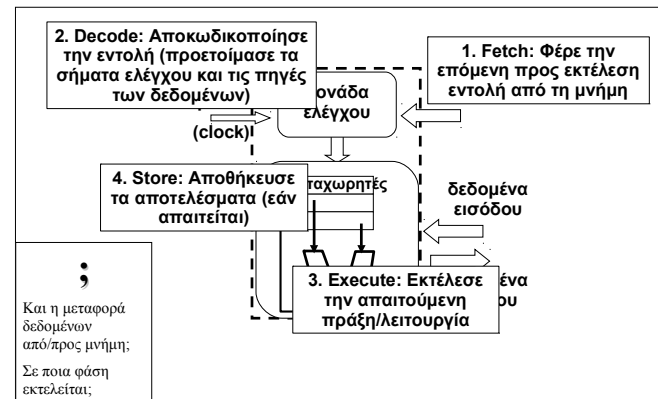 2. Decode: Αποκωδικοποίησε
την εντολή (προετοίμασε τα
σήματα ελέγχου και τις πηγές
των δεδομένων)
1. Fetch: Φέρε την
επόμενη προς εκτέλεση
εντολή από τη μνήμη
ονάδα
ελέγχου
(clock)
4. Store: Αποθήκευσε
τα αποτελέσματα (εάν
απαιτείται)
ταχωρητές
δεδομένα
εισόδου
3. Execute: Εκτέλεσε
την απαιτούμενη
πράξη/λειτουργία
;
Και η μεταφορά
δεδομένων
από/προς μνήμη;
Σε ποια φάση
εκτελείται;